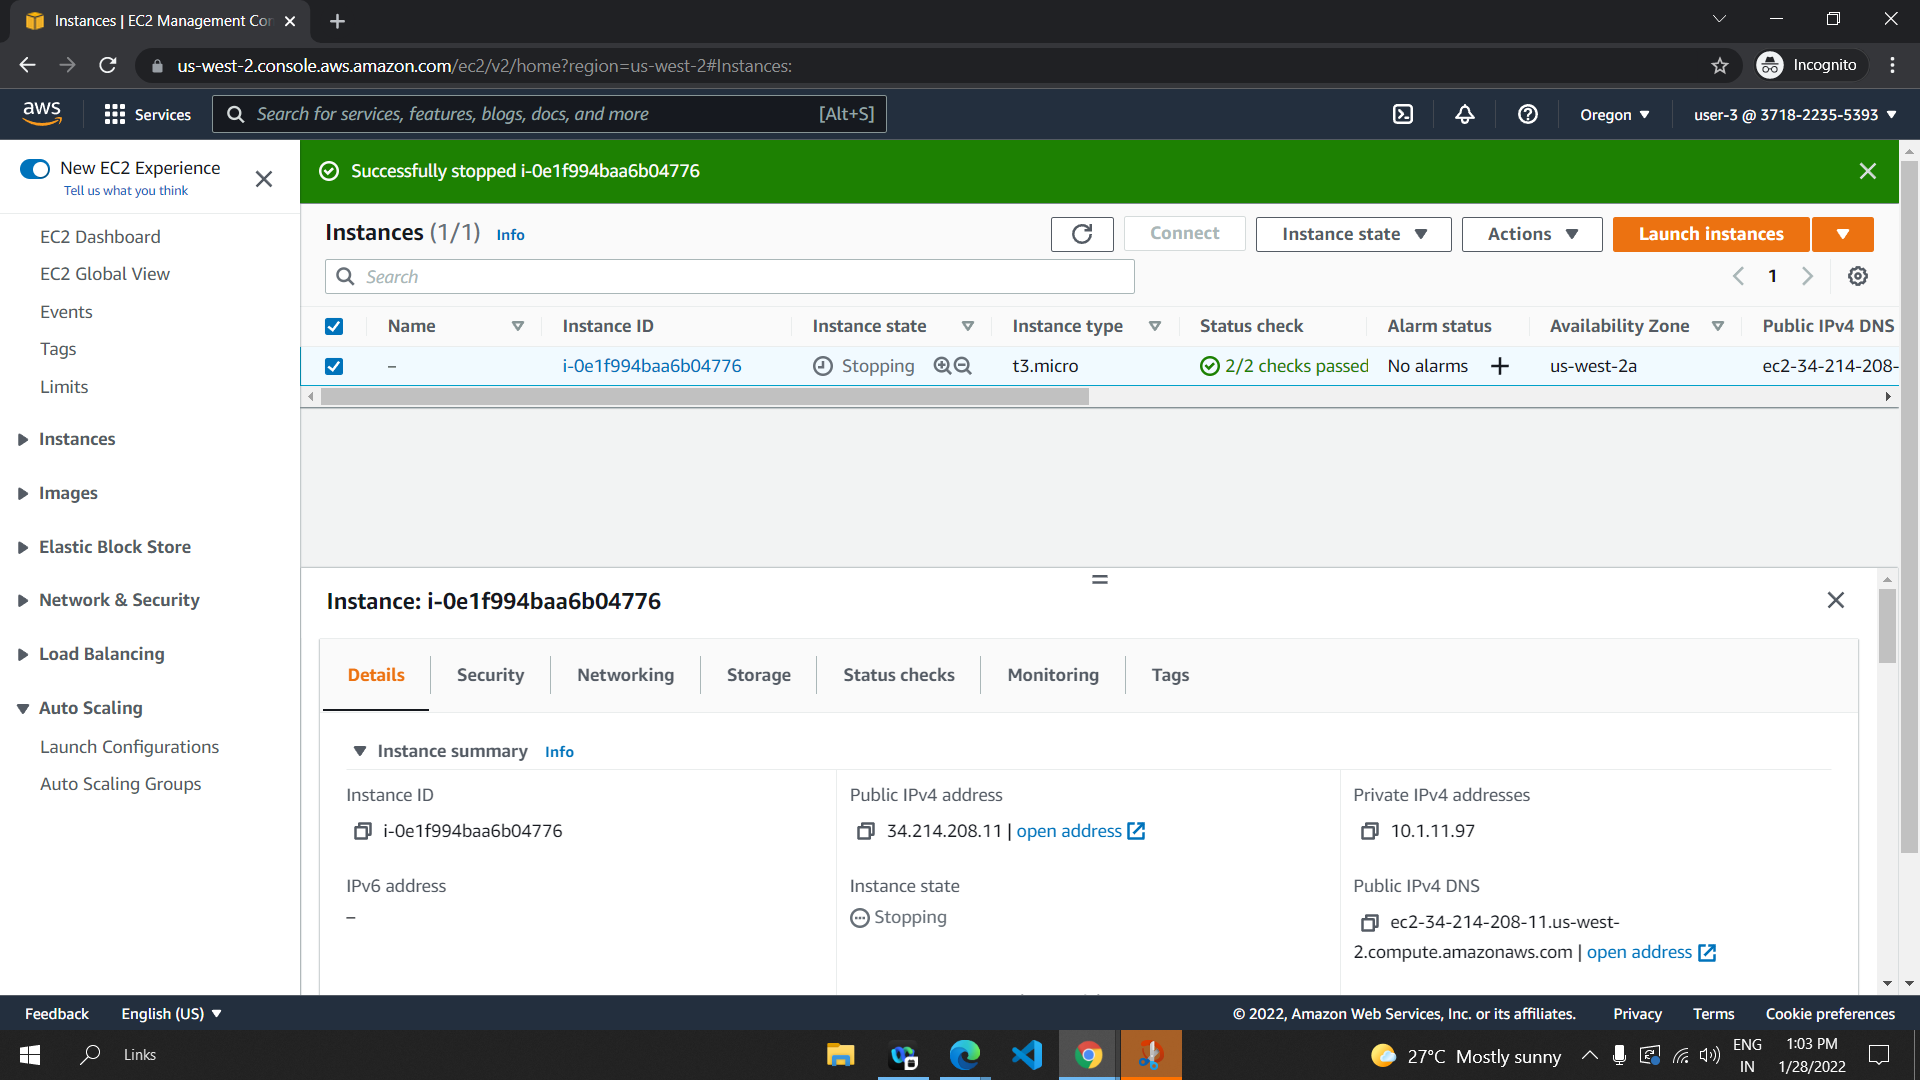 Instances | EC2 Management Con
us-west-2.console.aws.amazon.com/ec2/v2/home?region=us-west-2#Instances:
Incognito
aws
Services
Search for services, features, blogs, docs, and more
[Alt+S]
Oregon
user-3 @ 3718-2235-5393
New EC2 Experience
Tell us what you think
EC2 Dashboard
EC2 Global View
Events
Tags
Limits
Instances
Images
Elastic Block Store
Network & Security
Load Balancing
Auto Scaling
Launch Configurations
Auto Scaling Groups
Successfully stopped i-0e1f994baa6b04776
Instances (1/1) Info
Connect
Instance state
Actions
Launch instances
Search
1
Name Instance ID Instance state Instance type Status check Alarm status Availability Zone Public IPv4 DNS
– i-0e1f994baa6b04776 Stopping t3.micro 2/2 checks passed No alarms + us-west-2a ec2-34-214-208-
Instance: i-0e1f994baa6b04776
Details Security Networking Storage Status checks Monitoring Tags
Instance summary Info
Instance ID
i-0e1f994baa6b04776
Public IPv4 address
34.214.208.11 | open address
Private IPv4 addresses
10.1.11.97
IPv6 address
–
Instance state
Stopping
Public IPv4 DNS
ec2-34-214-208-11.us-west-
2.compute.amazonaws.com | open address
Feedback
English (US)
© 2022, Amazon Web Services, Inc. or its affiliates.
Privacy
Terms
Cookie preferences
Links
27°C Mostly sunny
ENG
IN
1:03 PM
1/28/2022